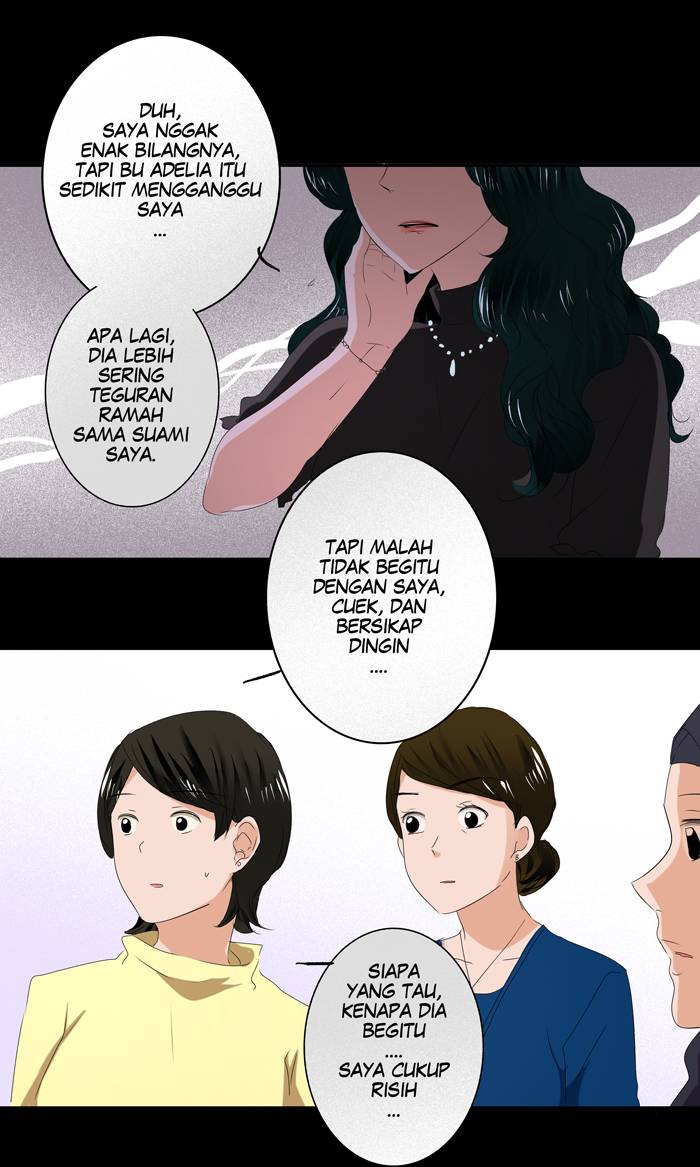 DUH,
SAYA NGGAK
ENAK BILANGNYA,
TAPI BU ADELIA ITU
SEDIKIT MENGGANGGU
SAYA
...
APA LAGI,
DIA LEBIH
SERING
TEGURAN
RAMAH
SAMA SUAMI
SAYA.
TAPI MALAH
TIDAK BEGITU
DENGAN SAYA,
CUEK, DAN
BERSIKAP
DINGIN
....
SIAPA
YANG TAU,
KENAPA DIA
BEGITU
....
SAYA CUKUP
RISIH
...